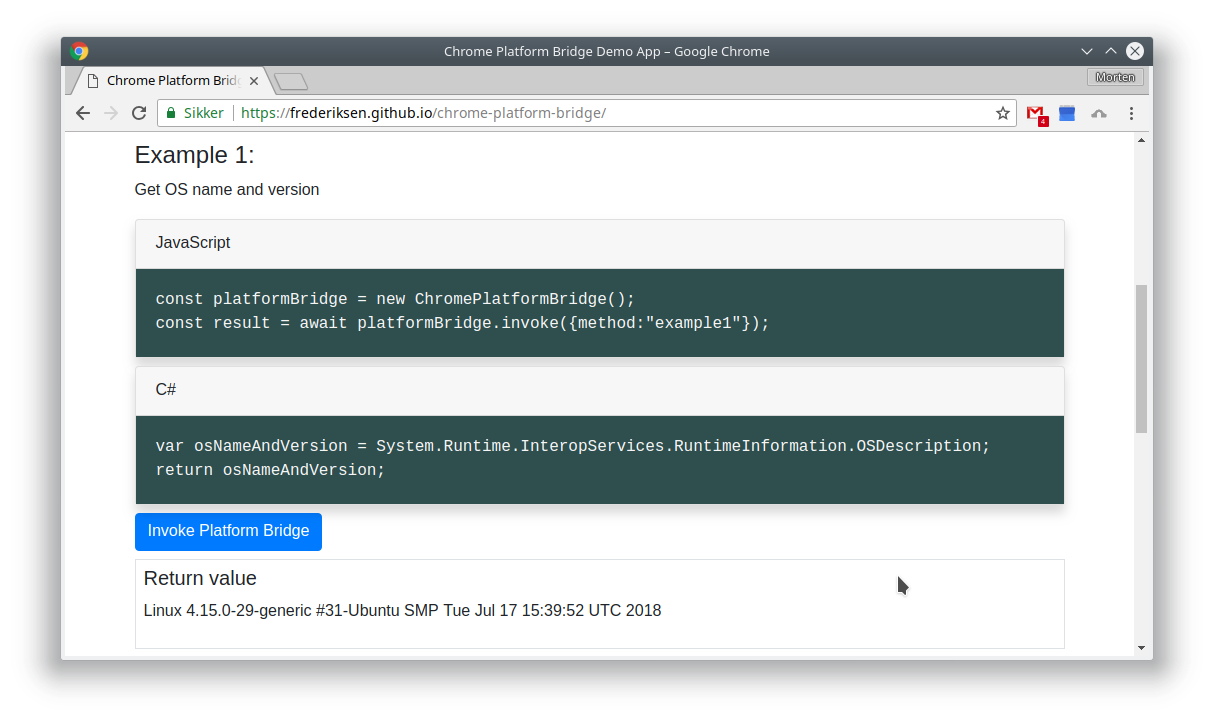 Chrome Platform Bridge Demo App – Google Chrome
Chrome Platform Brid
Morten
Sikker https://frederiksen.github.io/chrome-platform-bridge/
4
Example 1:
Get OS name and version
JavaScript
const platformBridge = new ChromePlatformBridge();
const result = await platformBridge.invoke({method:"example1"});
C#
var osNameAndVersion = System.Runtime.InteropServices.RuntimeInformation.OSDescription;
return osNameAndVersion;
Invoke Platform Bridge
Return value
Linux 4.15.0-29-generic #31-Ubuntu SMP Tue Jul 17 15:39:52 UTC 2018